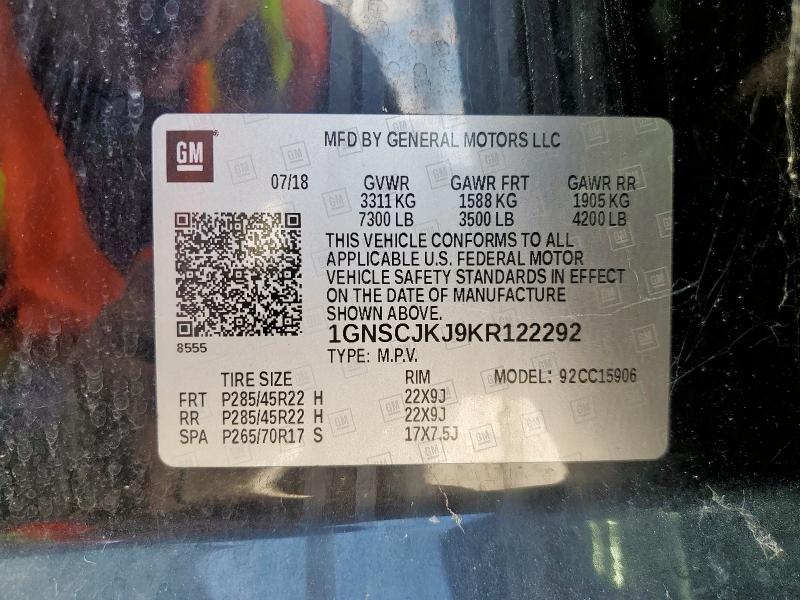 GM
MFD BY GENERAL MOTORS LLC
07/18 GVWR GAWR FRT GAWR RR
3311 KG 1588 KG 1905 KG
7300 LB 3500 LB 4200 LB
THIS VEHICLE CONFORMS TO ALL
APPLICABLE U.S. FEDERAL MOTOR
VEHICLE SAFETY STANDARDS IN EFFECT
ON THE DATE OF MANUFACTURE
SHOWN ABOVE.
1GNSCJKJ9KR122292
8555
TYPE: M.P.V.
TIRE SIZE RIM MODEL: 92CC15906
FRT P285/45R22 H 22X9J
RR P285/45R22 H 22X9J
SPA P265/70R17 S 17X7.5J